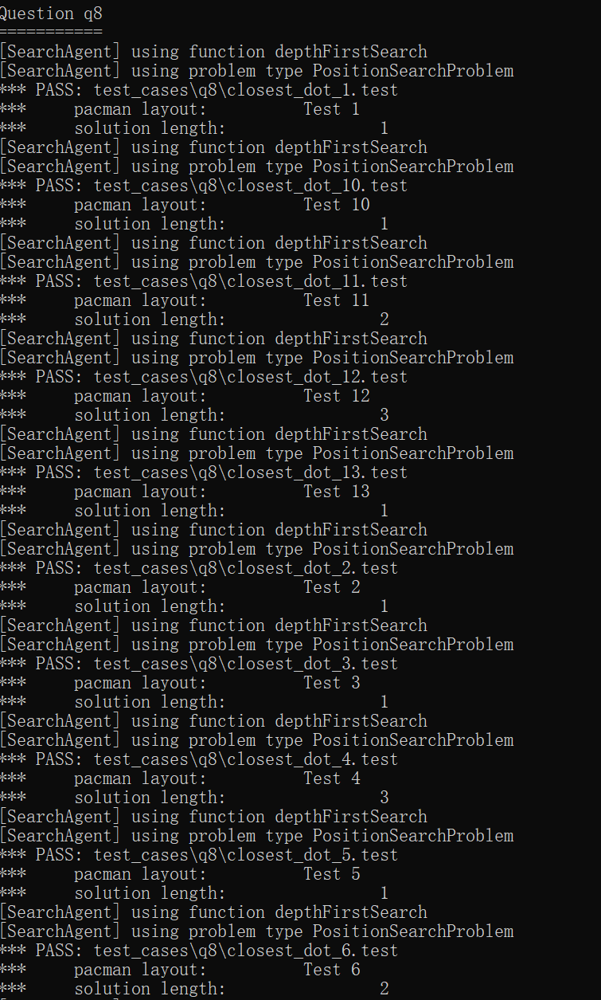 Question q8
===========
[SearchAgent] using function depthFirstSearch
[SearchAgent] using problem type PositionSearchProblem
*** PASS: test_cases\q8\closest_dot_1.test
***     pacman layout:          Test 1
***     solution length:                1
[SearchAgent] using function depthFirstSearch
[SearchAgent] using problem type PositionSearchProblem
*** PASS: test_cases\q8\closest_dot_10.test
***     pacman layout:          Test 10
***     solution length:                1
[SearchAgent] using function depthFirstSearch
[SearchAgent] using problem type PositionSearchProblem
*** PASS: test_cases\q8\closest_dot_11.test
***     pacman layout:          Test 11
***     solution length:                2
[SearchAgent] using function depthFirstSearch
[SearchAgent] using problem type PositionSearchProblem
*** PASS: test_cases\q8\closest_dot_12.test
***     pacman layout:          Test 12
***     solution length:                3
[SearchAgent] using function depthFirstSearch
[SearchAgent] using problem type PositionSearchProblem
*** PASS: test_cases\q8\closest_dot_13.test
***     pacman layout:          Test 13
***     solution length:                1
[SearchAgent] using function depthFirstSearch
[SearchAgent] using problem type PositionSearchProblem
*** PASS: test_cases\q8\closest_dot_2.test
***     pacman layout:          Test 2
***     solution length:                1
[SearchAgent] using function depthFirstSearch
[SearchAgent] using problem type PositionSearchProblem
*** PASS: test_cases\q8\closest_dot_3.test
***     pacman layout:          Test 3
***     solution length:                1
[SearchAgent] using function depthFirstSearch
[SearchAgent] using problem type PositionSearchProblem
*** PASS: test_cases\q8\closest_dot_4.test
***     pacman layout:          Test 4
***     solution length:                3
[SearchAgent] using function depthFirstSearch
[SearchAgent] using problem type PositionSearchProblem
*** PASS: test_cases\q8\closest_dot_5.test
***     pacman layout:          Test 5
***     solution length:                1
[SearchAgent] using function depthFirstSearch
[SearchAgent] using problem type PositionSearchProblem
*** PASS: test_cases\q8\closest_dot_6.test
***     pacman layout:          Test 6
***     solution length:                2